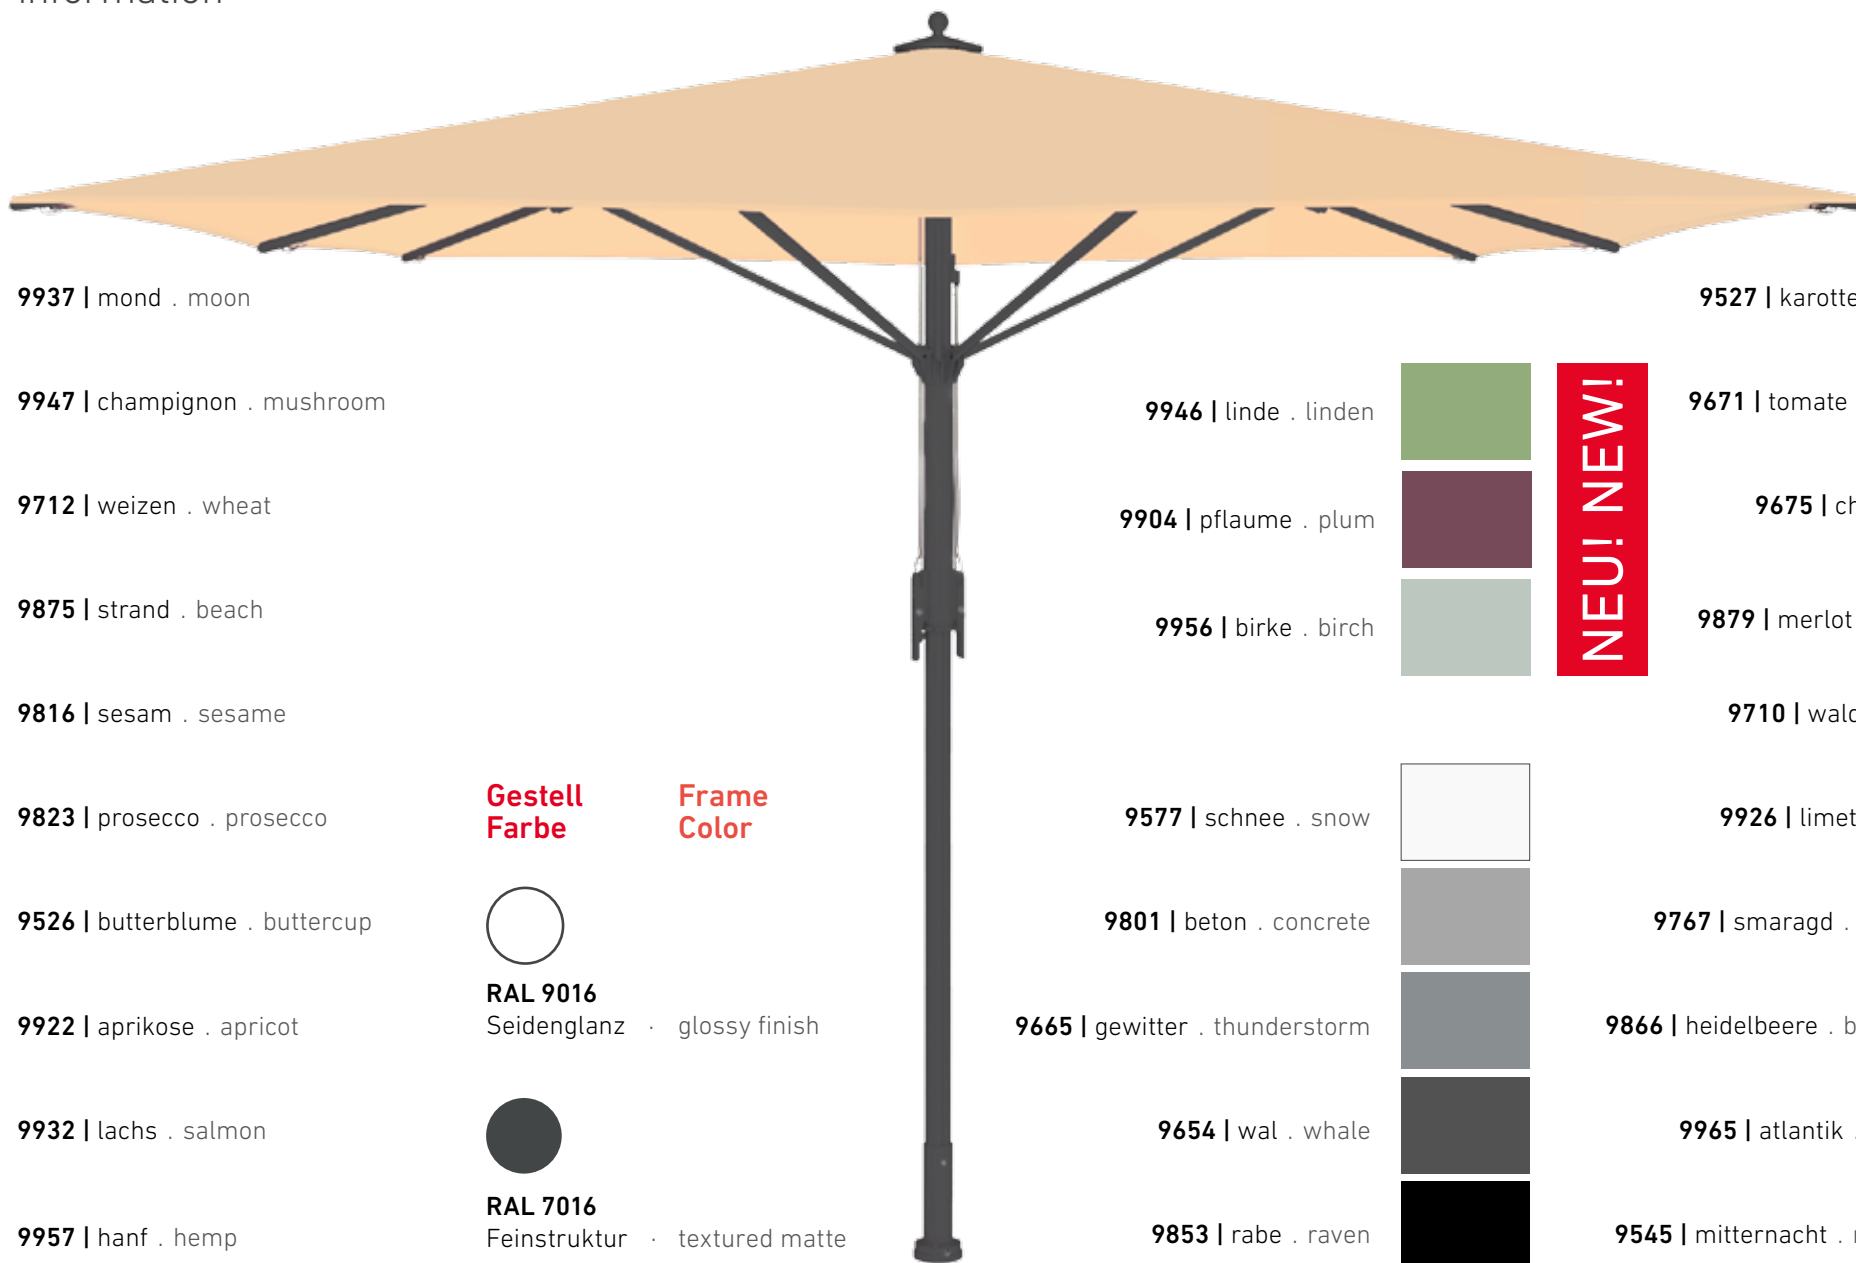 9937 | mond . moon
9947 | champignon . mushroom
9712 | weizen . wheat
9875 | strand . beach
9816 | sesam . sesame
9823 | prosecco . prosecco
9526 | butterblume . buttercup
9922 | aprikose . apricot
9932 | lachs . salmon
9957 | hanf . hemp
Gestell Farbe
Frame Color
RAL 9016
Seidenglanz · glossy finish
RAL 7016
Feinstruktur · textured matte
9946 | linde . linden
9904 | pflaume . plum
9956 | birke . birch
NEU! NEW!
9577 | schnee . snow
9801 | beton . concrete
9665 | gewitter . thunderstorm
9654 | wal . whale
9853 | rabe . raven
9527 | karotte
9671 | tomate
9675 |
9879 | merlot
9710 |
9926 |
9767 | smaragd .
9866 | heidelbeere .
9965 | atlantik .
9545 | mitternacht .